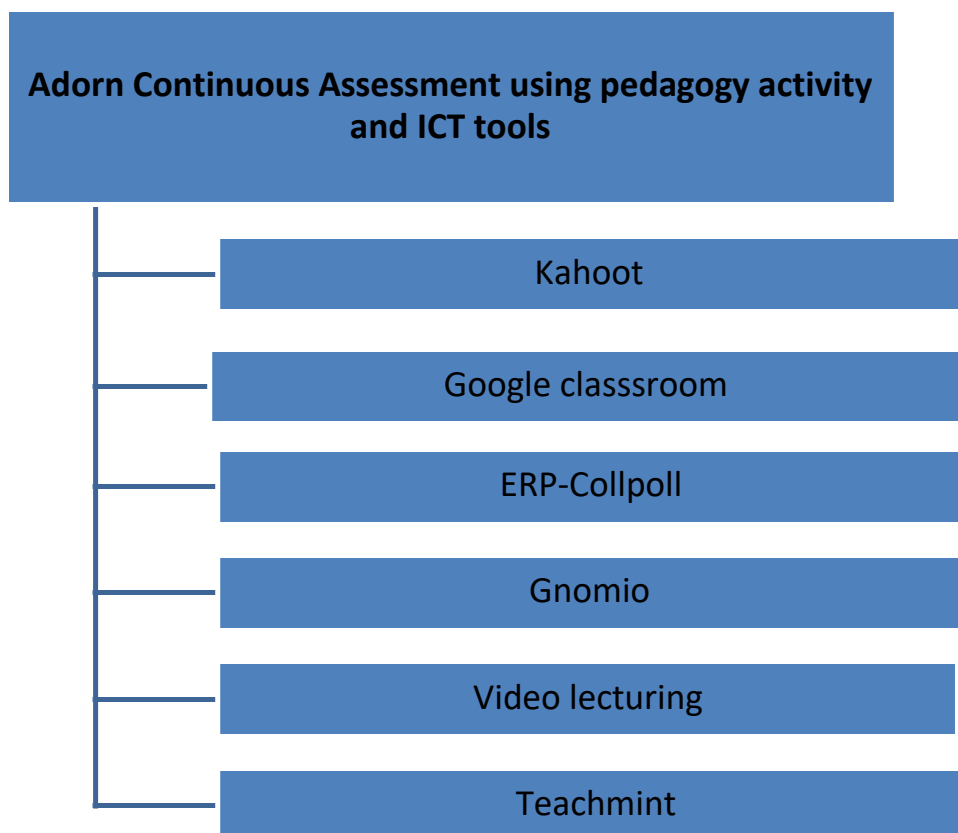 Adorn Continuous Assessment using pedagogy activity
and ICT tools
Kahoot
Google classsroom
ERP-Collpoll
Gnomio
Video lecturing
Teachmint